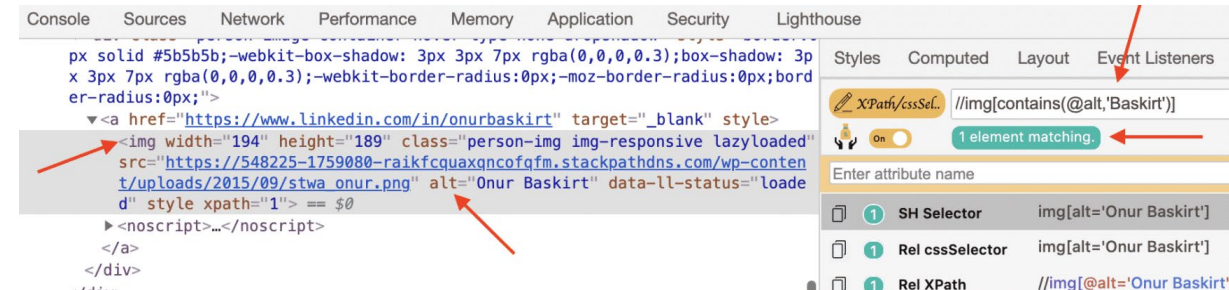 Console Sources Network Performance Memory Application Security Lighthouse
px solid #5b5b5b;-webkit-box-shadow: 3px 3px 7px rgba(0,0,0,0.3);box-shadow: 3p
x 3px 7px rgba(0,0,0,0.3);-webkit-border-radius:0px;-moz-border-radius:0px;bord
er-radius:0px;">
▼<a href="https://www.linkedin.com/in/onurbaskirt" target="_blank" style>
<img width="194" height="189" class="person-img img-responsive lazyloaded"
src="https://548225-1759080-raikfcquaxqncofqfm.stackpathdns.com/wp-conten
t/uploads/2015/09/stwa_onur.png" alt="Onur Baskirt" data-ll-status="loade
d" style xpath="1"> == $0
▶<noscript>…</noscript>
</a>
</div>
Styles Computed Layout Event Listeners
XPath/cssSel.. //img[contains(@alt,'Baskirt')]
On 1 element matching.
Enter attribute name
1 SH Selector img[alt='Onur Baskirt']
1 Rel cssSelector img[alt='Onur Baskirt']
1 Rel XPath //img[@alt='Onur Baskirt'